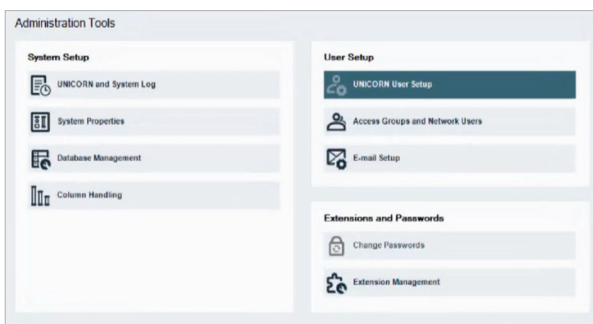 Administration Tools
System Setup
UNICORN and System Log
System Properties
Database Management
Column Handling
User Setup
UNICORN User Setup
Access Groups and Network Users
E-mail Setup
Extensions and Passwords
Change Passwords
Extension Management